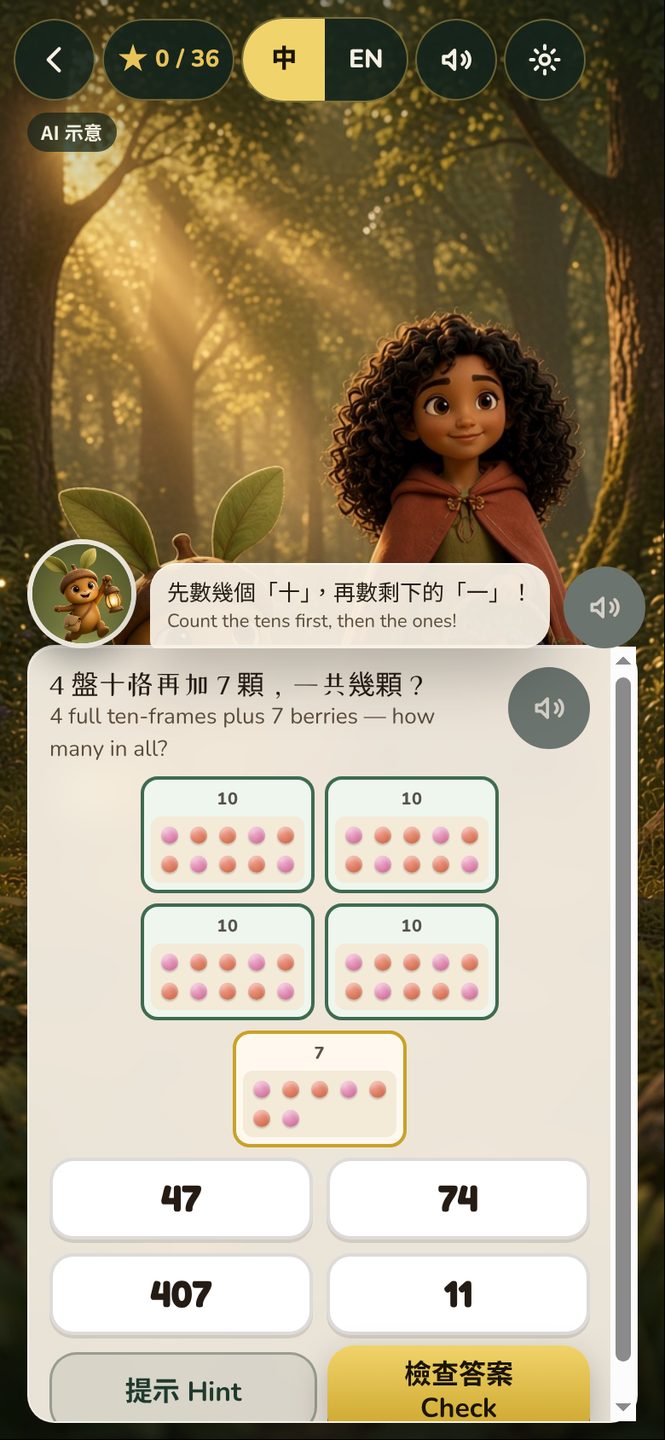 ★ 0 / 36
中
EN
AI 示意
先數幾個「十」，再數剩下的「一」！
Count the tens first, then the ones!
4 盤十格再加 7 顆，一共幾顆？
4 full ten-frames plus 7 berries — how
many in all?
10
10
10
10
7
47
74
407
11
提示 Hint
檢查答案
Check